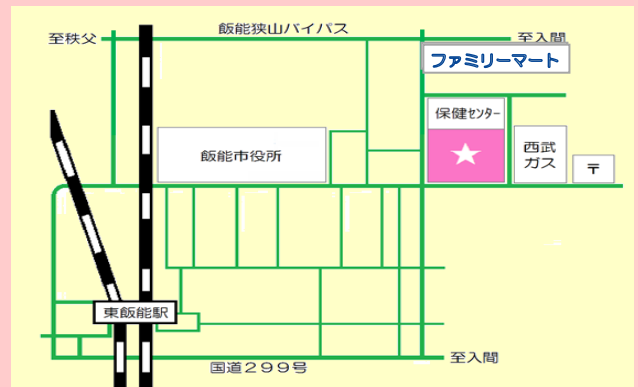 飯能狭山バイパス
至秩父
至入間
ファミリーマート
保健センター
飯能市役所
西武
ガス
〒
東飯能駅
国道299号
至入間